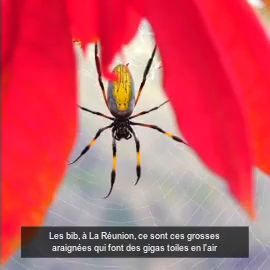 Les bib, à La Réunion, ce sont ces grosses
araignées qui font des gigas toiles en l'air